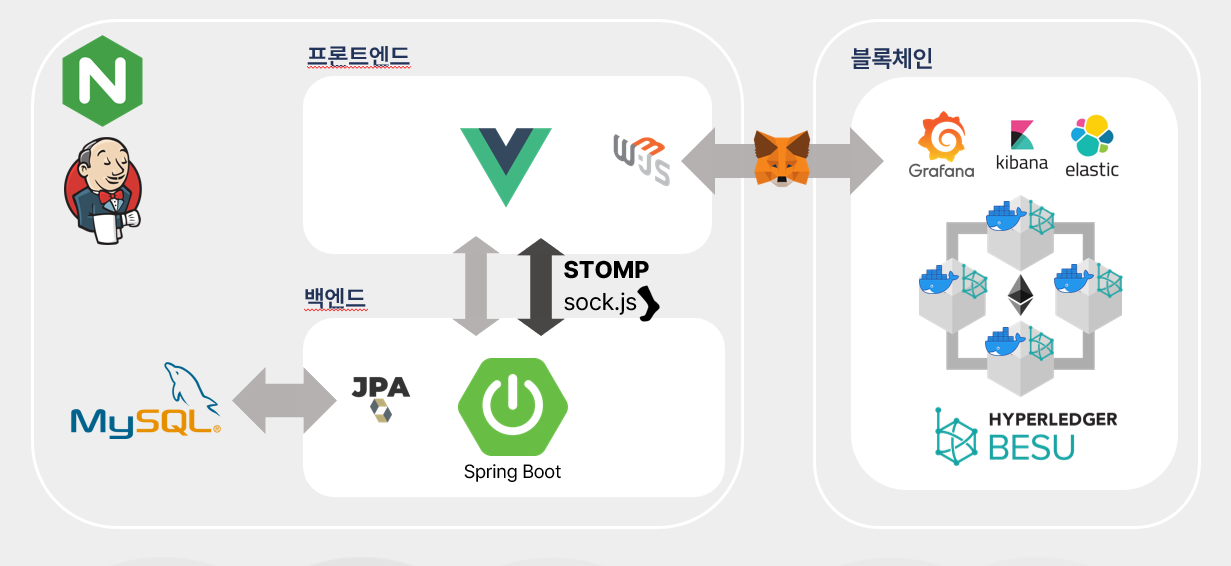 프론트엔드
블록체인
N
W3JS
Grafana
kibana
elastic
STOMP
sock.js
백엔드
JPA
MySQL®
Spring Boot
HYPERLEDGER
BESU